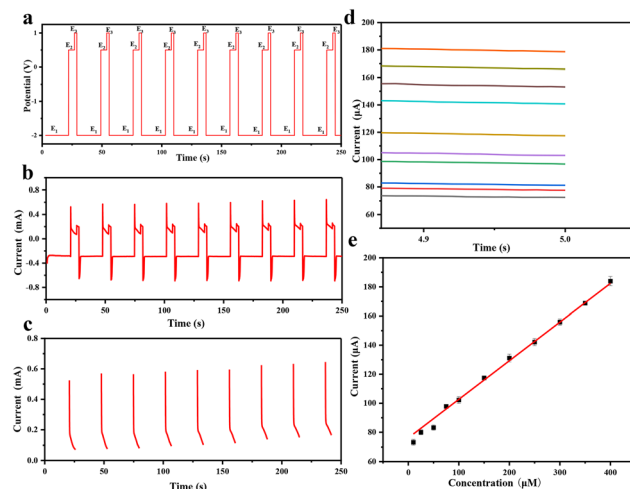 a
E3 E3 E3 E3 E3 E3 E3 E3 E3
E2 E2 E2 E2 E2 E2 E2 E2 E2
E1 E1 E1 E1 E1 E1 E1 E1 E1
Potential (V)
1
0
-1
-2
0 50 100 150 200 250
Time (s)
b
Current (mA)
0.8
0.4
0.0
-0.4
-0.8
0 50 100 150 200 250
Time (s)
c
Current (mA)
0.8
0.6
0.4
0.2
0.0
0 50 100 150 200 250
Time (s)
d
Current (μA)
200
180
160
140
120
100
80
60
4.9 5.0
Time (s)
e
Current (μA)
200
180
160
140
120
100
80
60
0 100 200 300 400
Concentration (μM)